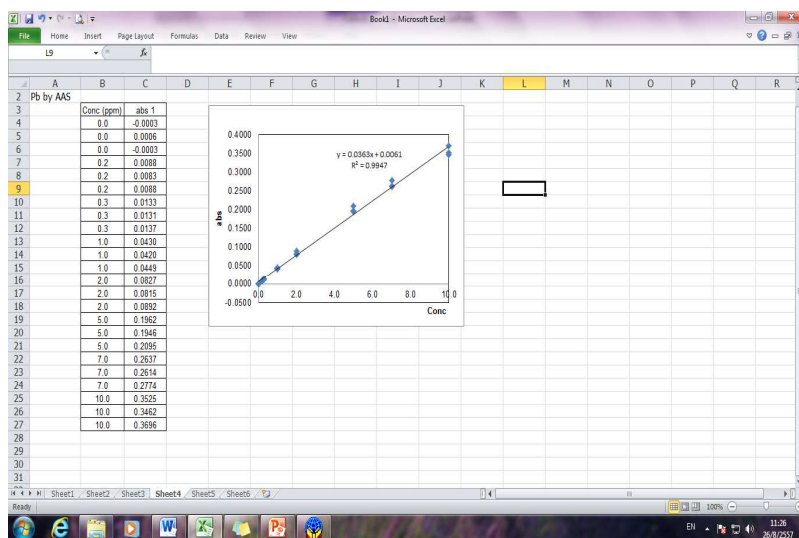 Book1 - Microsoft Excel
File Home Insert Page Layout Formulas Data Review View
L9 fx
A B C D E F G H I J K L M N O P Q R
2 Pb by AAS
3 Conc (ppm) abs 1
4 0.0 -0.0003
5 0.0 0.0006
6 0.0 -0.0003
7 0.2 0.0088
8 0.2 0.0083
9 0.2 0.0088
10 0.3 0.0133
11 0.3 0.0131
12 0.3 0.0137
13 1.0 0.0430
14 1.0 0.0420
15 1.0 0.0449
16 2.0 0.0827
17 2.0 0.0815
18 2.0 0.0892
19 5.0 0.1962
20 5.0 0.1946
21 5.0 0.2095
22 7.0 0.2637
23 7.0 0.2614
24 7.0 0.2774
25 10.0 0.3525
26 10.0 0.3462
27 10.0 0.3696
28
29
30
31
0.4000
0.3500
0.3000
0.2500
0.2000
0.1500
0.1000
0.0500
0.0000
-0.0500
abs
y = 0.0363x + 0.0061
R² = 0.9947
0.0 2.0 4.0 6.0 8.0 10.0
Conc
Sheet1 Sheet2 Sheet3 Sheet4 Sheet5 Sheet6
Ready 100%
EN 11:26
26/8/2557